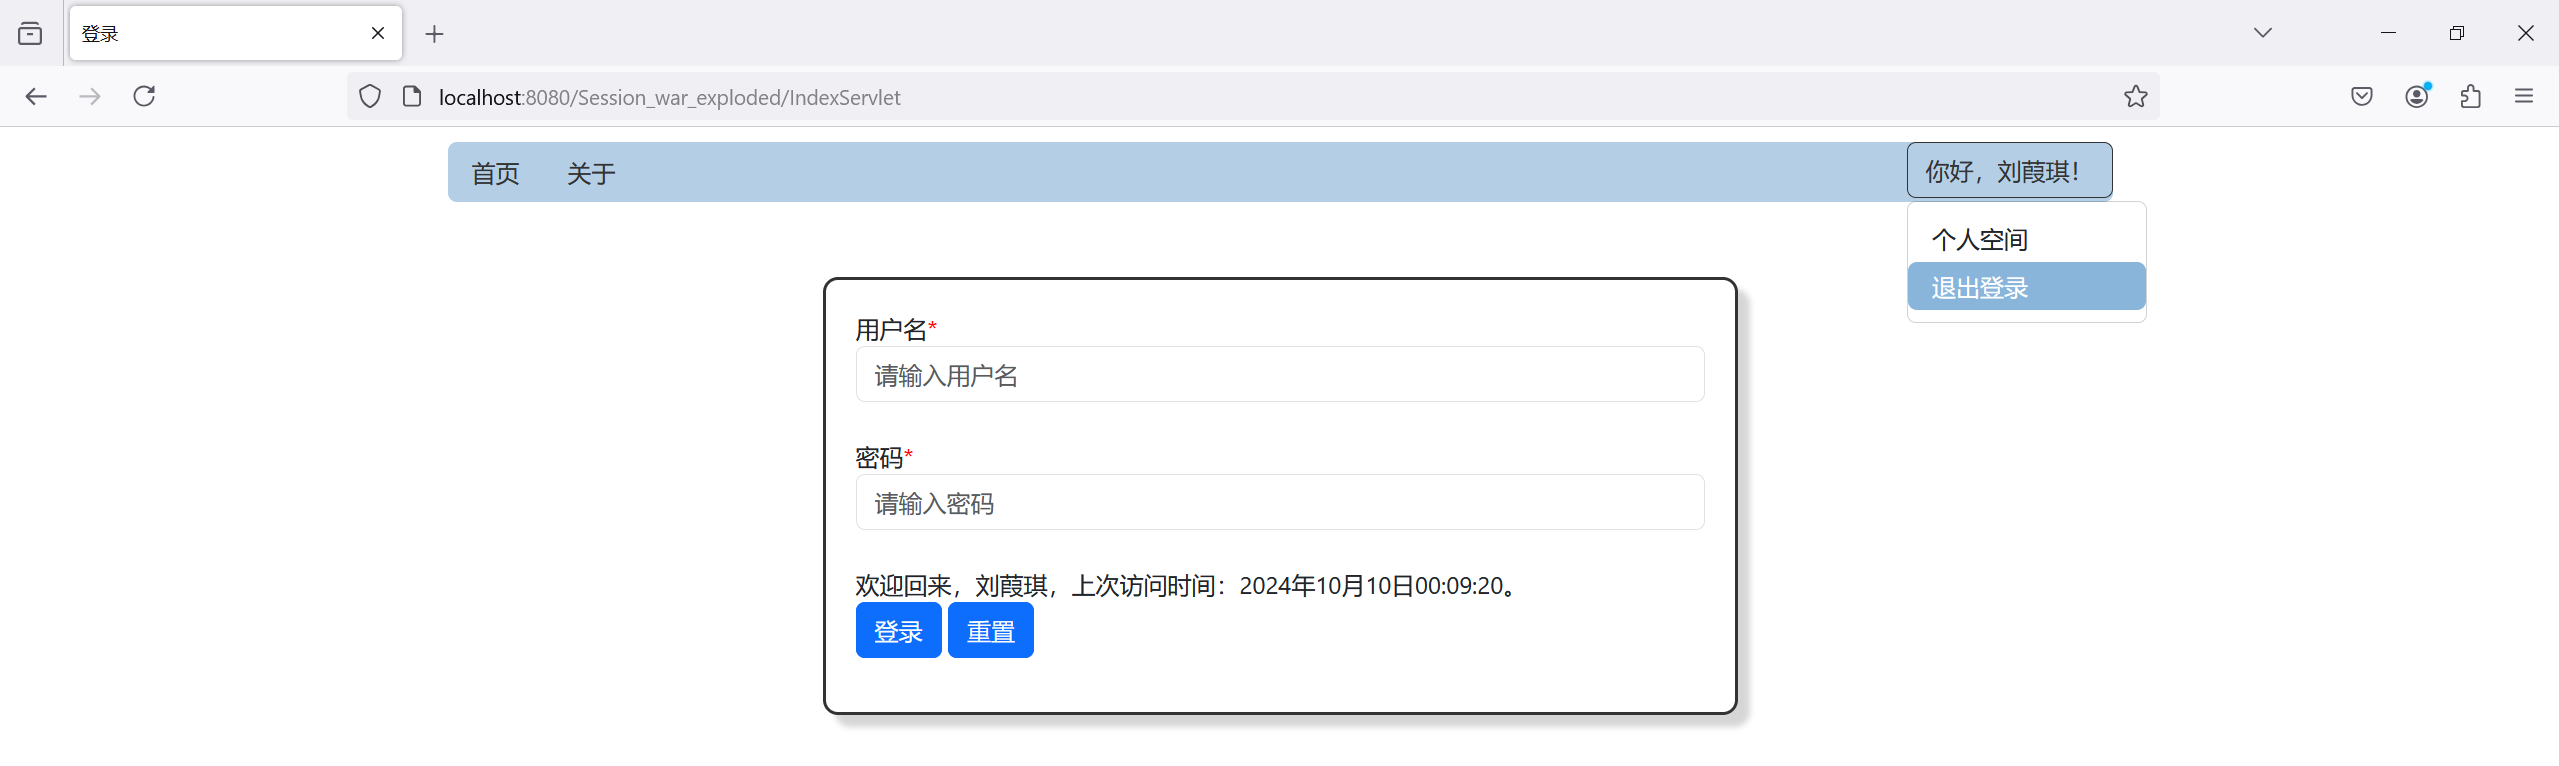 登录
localhost:8080/Session_war_exploded/IndexServlet
首页 关于 你好，刘葭琪！
个人空间
退出登录
用户名*
请输入用户名
密码*
请输入密码
欢迎回来，刘葭琪，上次访问时间：2024年10月10日00:09:20。
登录 重置